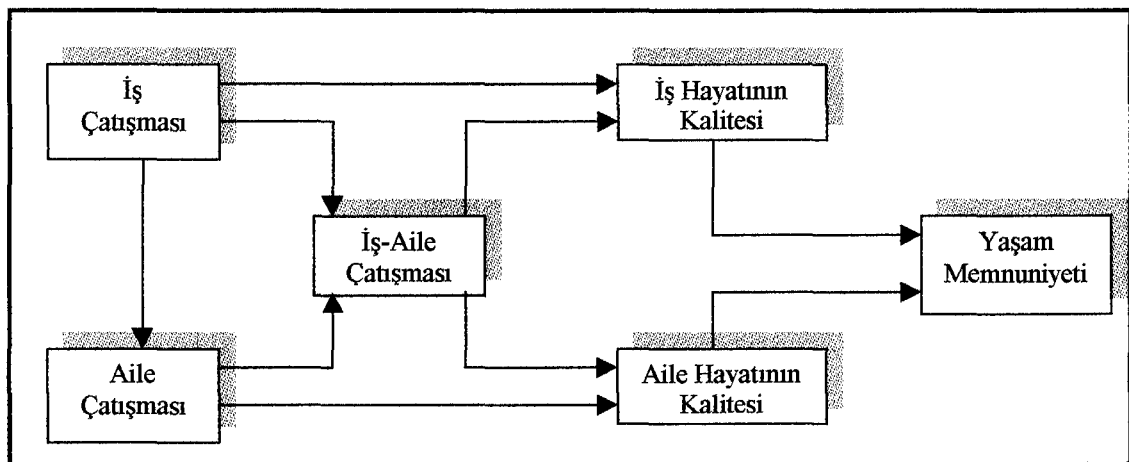 İş
Çatışması
İş Hayatının
Kalitesi
İş-Aile
Çatışması
Yaşam
Memnuniyeti
Aile
Çatışması
Aile Hayatının
Kalitesi